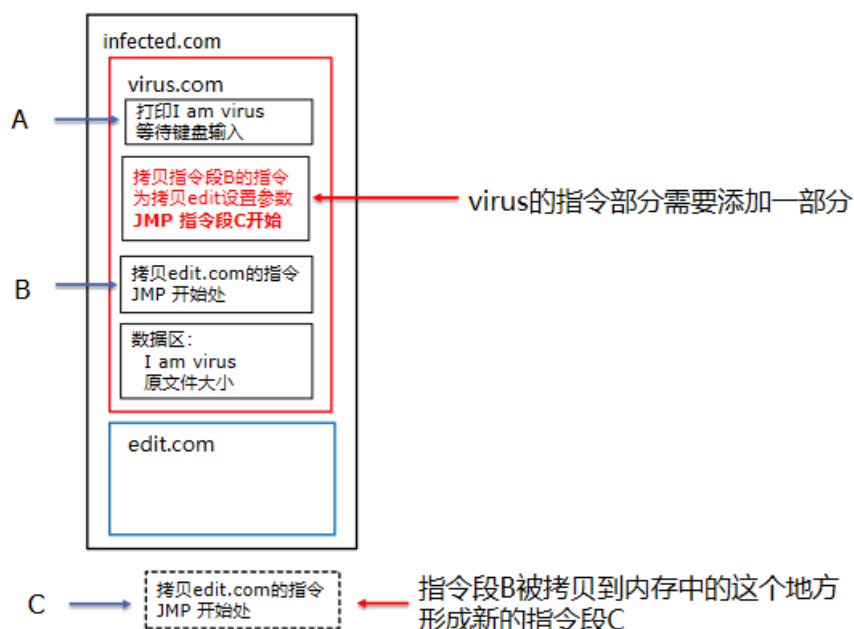 infected.com
virus.com
A
打印I am virus
等待键盘输入
拷贝指令段B的指令
为拷贝edit设置参数
JMP 指令段C开始
virus的指令部分需要添加一部分
B
拷贝edit.com的指令
JMP 开始处
数据区：
I am virus
原文件大小
edit.com
C
拷贝edit.com的指令
JMP 开始处
指令段B被拷贝到内存中的这个地方
形成新的指令段C